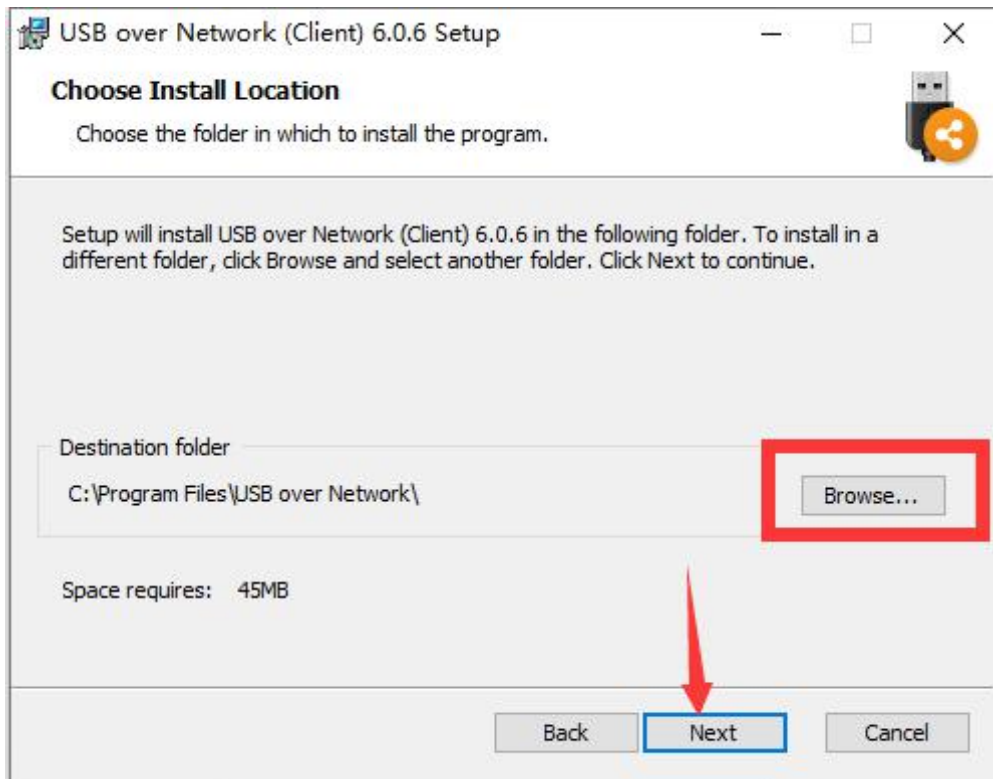 USB over Network (Client) 6.0.6 Setup
Choose Install Location
Choose the folder in which to install the program.
Setup will install USB over Network (Client) 6.0.6 in the following folder. To install in a
different folder, click Browse and select another folder. Click Next to continue.
Destination folder
C:\Program Files\USB over Network\
Browse...
Space requires: 45MB
Back
Next
Cancel